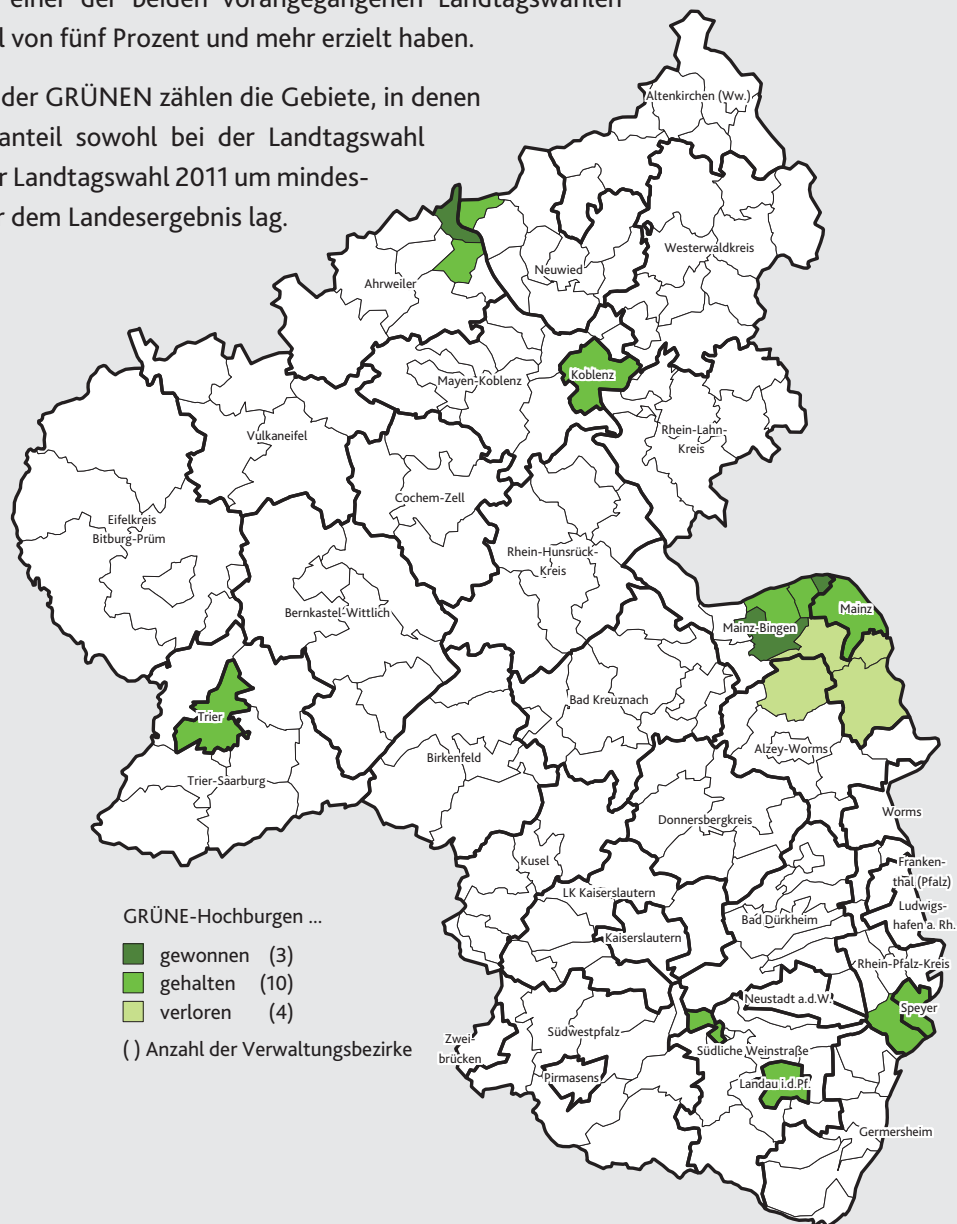 einer der beiden vorangegangenen Landtagswahlen
von fünf Prozent und mehr erzielt haben.
der GRÜNEN zählen die Gebiete, in denen
anteil sowohl bei der Landtagswahl
r Landtagswahl 2011 um mindes-
r dem Landesergebnis lag.
Altenkirchen (Ww.)
Westerwaldkreis
Neuwied
Ahrweiler
Koblenz
Mayen-Koblenz
Rhein-Lahn-
Kreis
Vulkaneifel
Cochem-Zell
Eifelkreis
Bitburg-Prüm
Rhein-Hunsrück-
Kreis
Bernkastel-Wittlich
Mainz
Mainz-Bingen
Bad Kreuznach
Trier
Alzey-Worms
Birkenfeld
Trier-Saarburg
Donnersbergkreis
Worms
Kusel
Franken-
thal (Pfalz)
LK Kaiserslautern
Ludwigs-
hafen a. Rh.
Bad Dürkheim
Kaiserslautern
Rhein-Pfalz-Kreis
Neustadt a.d.W.
Speyer
Südwestpfalz
Zwei-
brücken
Südliche Weinstraße
Pirmasens
Landau i.d.Pf.
Germersheim
GRÜNE-Hochburgen ...
gewonnen (3)
gehalten (10)
verloren (4)
( ) Anzahl der Verwaltungsbezirke